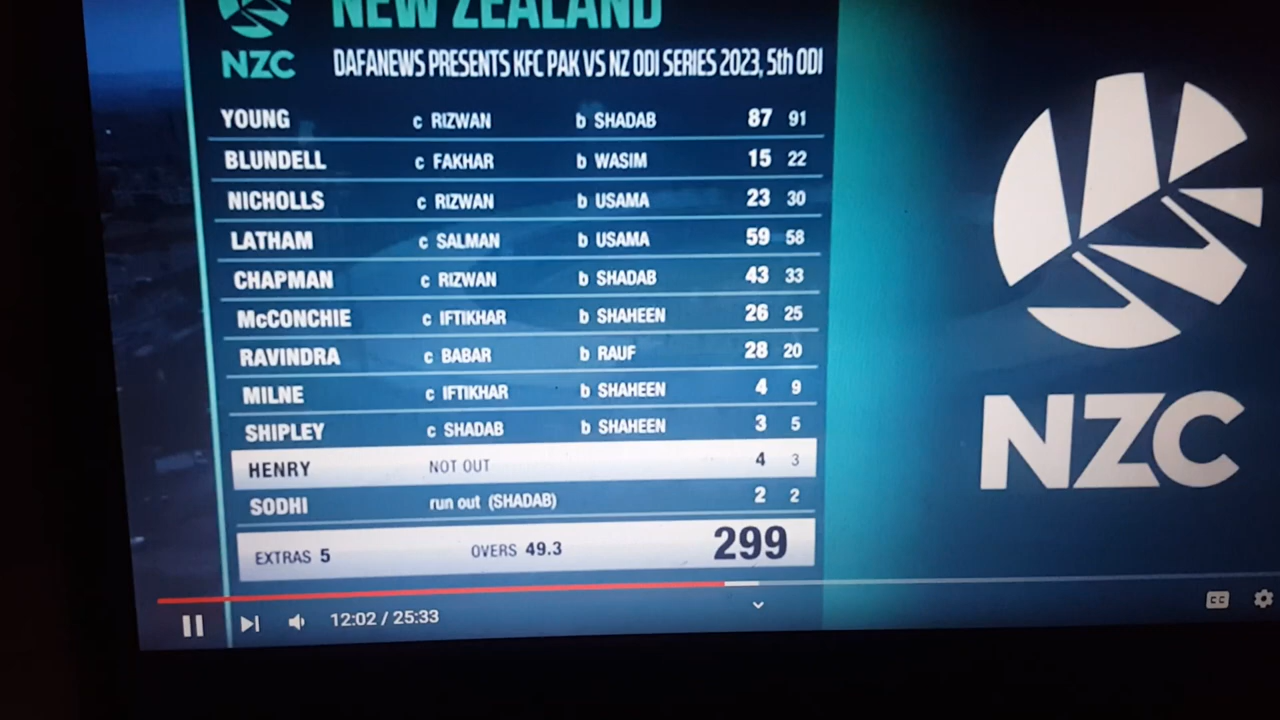 NEW ZEALAND
NZC
DAFANEWS PRESENTS KFC PAK VS NZ ODI SERIES 2023, 5th ODI
YOUNG c RIZWAN b SHADAB 87 91
BLUNDELL c FAKHAR b WASIM 15 22
NICHOLLS c RIZWAN b USAMA 23 30
LATHAM c SALMAN b USAMA 59 58
CHAPMAN c RIZWAN b SHADAB 43 33
McCONCHIE c IFTIKHAR b SHAHEEN 26 25
RAVINDRA c BABAR b RAUF 28 20
MILNE c IFTIKHAR b SHAHEEN 4 9
SHIPLEY c SHADAB b SHAHEEN 3 5
HENRY NOT OUT 4 3
SODHI run out (SHADAB) 2 2
EXTRAS 5 OVERS 49.3 299
12:02 / 25:33
CC
NZC